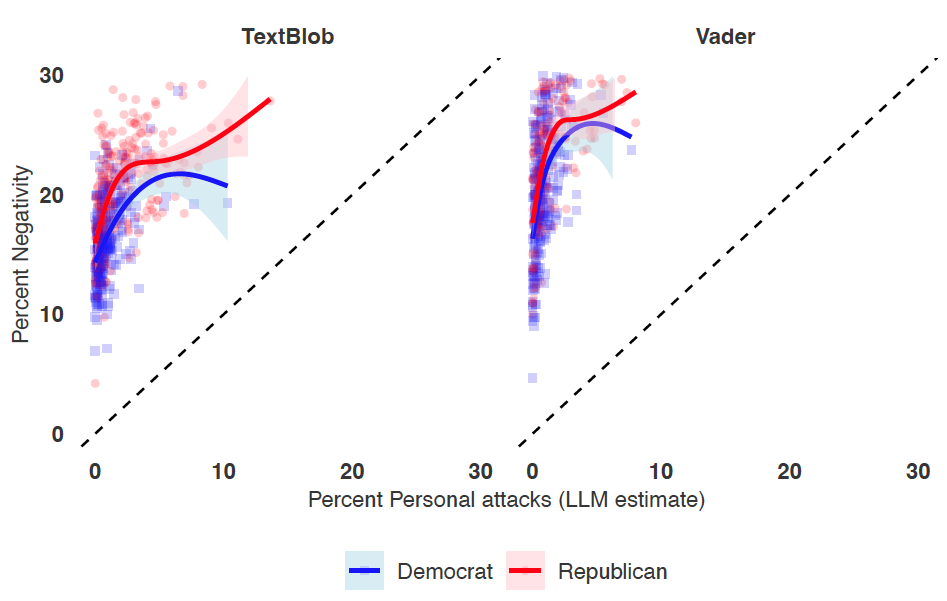 TextBlob Vader
30
20
10
0
Percent Negativity
0 10 20 30 0 10 20 30
Percent Personal attacks (LLM estimate)
Democrat Republican